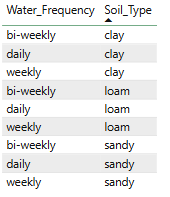 Water_Frequency Soil_Type
bi-weekly clay
daily clay
weekly clay
bi-weekly loam
daily loam
weekly loam
bi-weekly sandy
daily sandy
weekly sandy